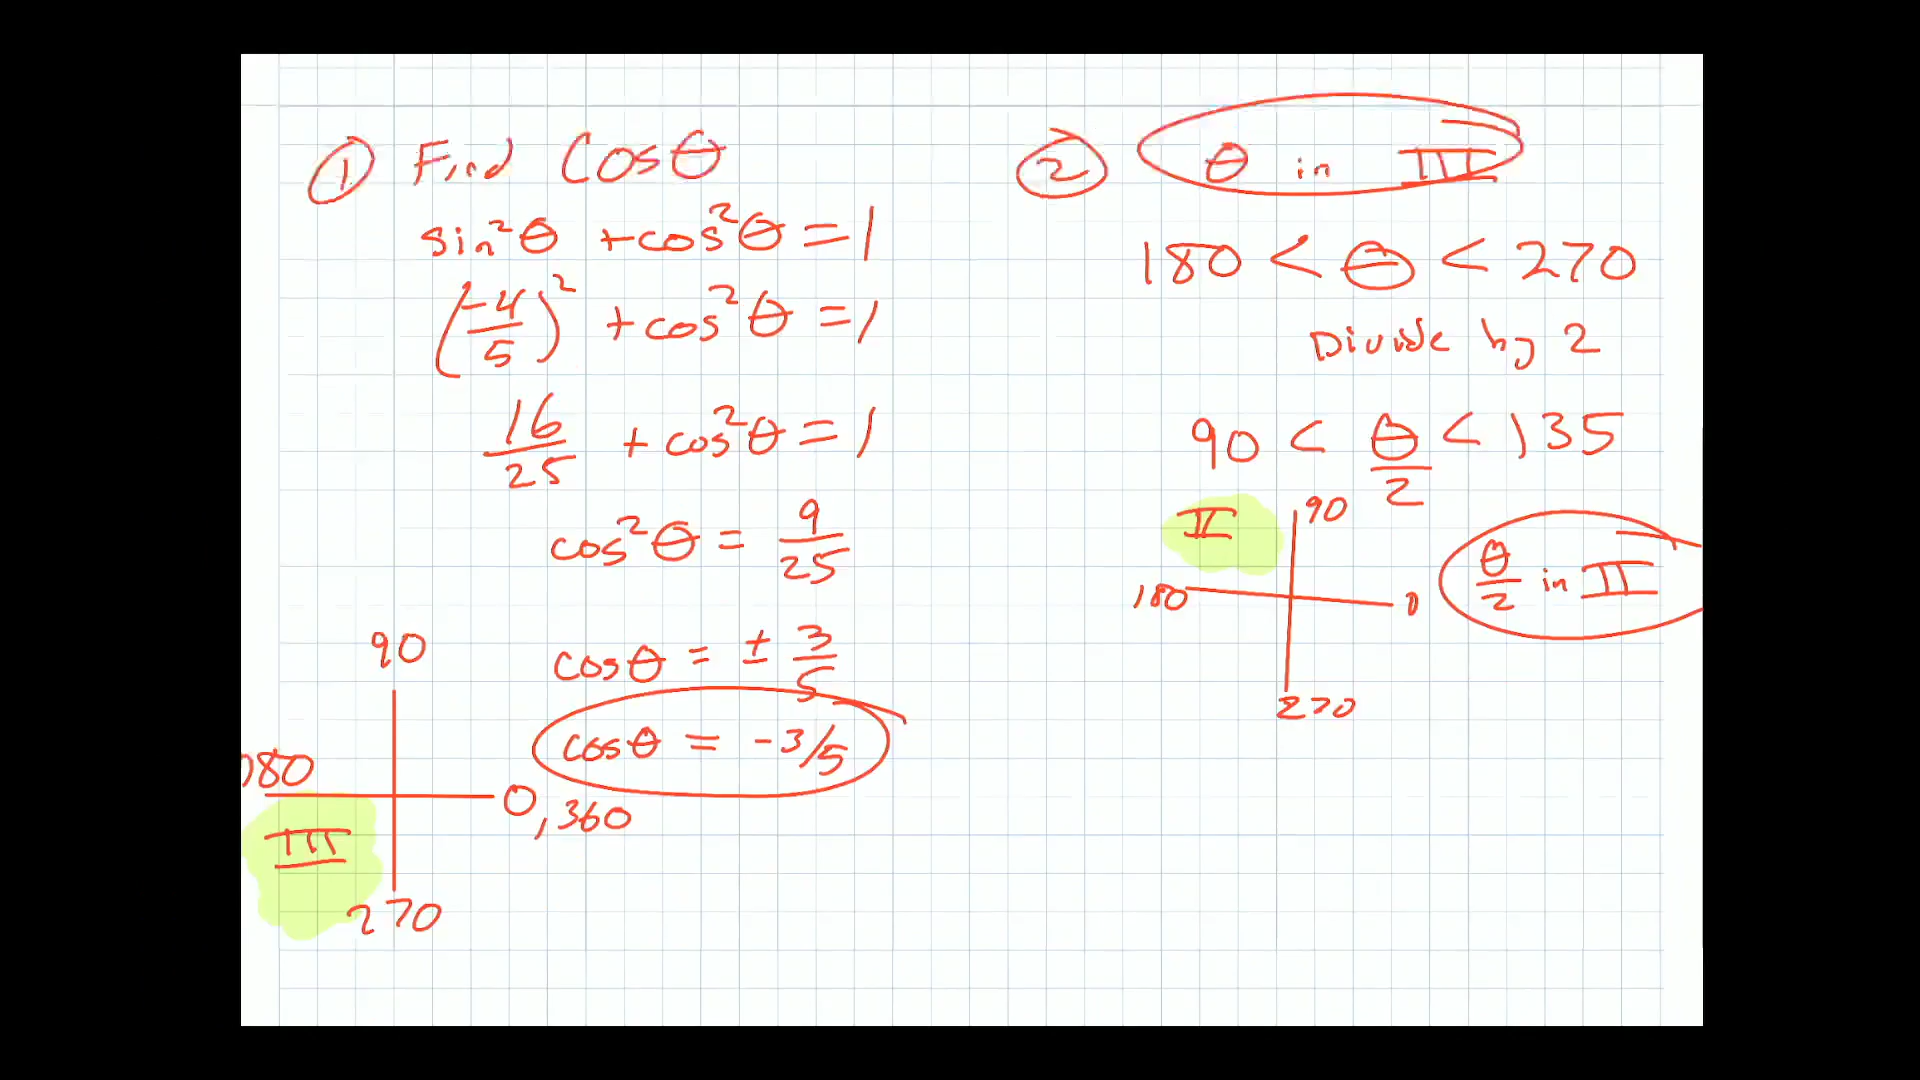 ① Find Cosθ
sin²θ + cos²θ = 1
(-4/5)² + cos²θ = 1
16/25 + cos²θ = 1
cos²θ = 9/25
cosθ = ± 3/5
cosθ = -3/5
90
180
0, 360
III
270
② θ in III
180 < θ < 270
Divide by 2
90 < θ/2 < 135
II
90
180
0
270
θ/2 in II